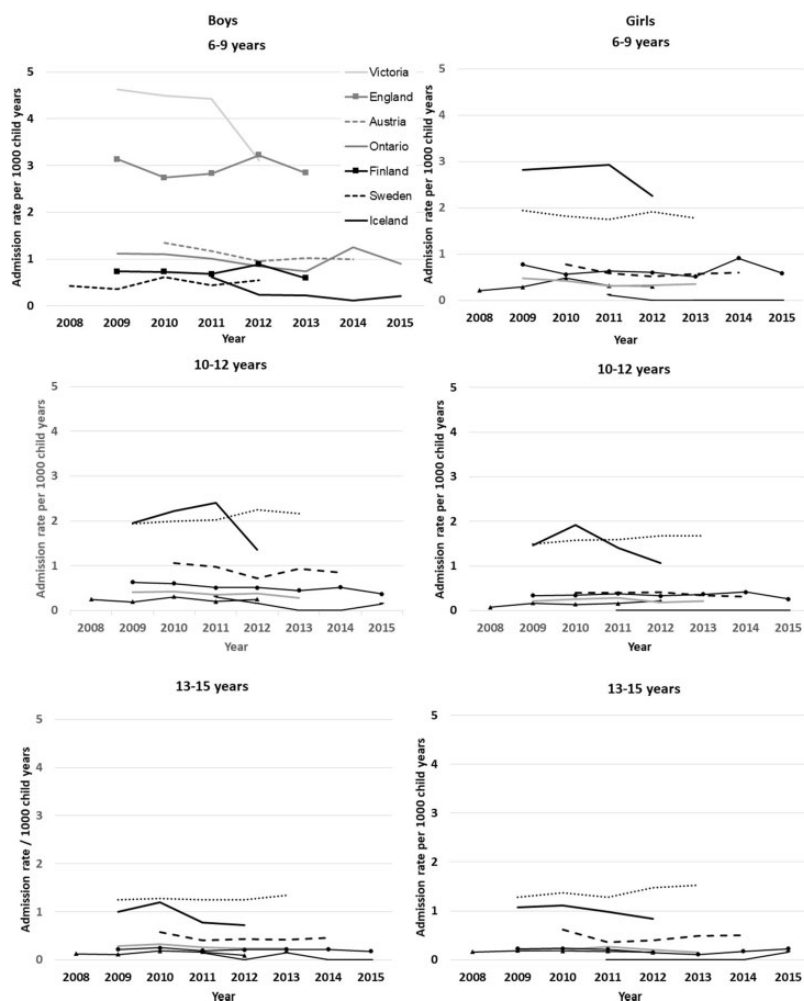 Boys
6-9 years
Admission rate per 1000 child years
5
4
3
2
1
0
Victoria
England
Austria
Ontario
Finland
Sweden
Iceland
2008 2009 2010 2011 2012 2013 2014 2015
Year
Girls
6-9 years
Admission rate per 1000 child years
5
4
3
2
1
0
2008 2009 2010 2011 2012 2013 2014 2015
Year
10-12 years
Admission rate per 1000 child years
5
4
3
2
1
0
2008 2009 2010 2011 2012 2013 2014 2015
Year
10-12 years
Admission rate per 1000 child years
5
4
3
2
1
0
2008 2009 2010 2011 2012 2013 2014 2015
Year
13-15 years
Admission rate / 1000 child years
5
4
3
2
1
0
2008 2009 2010 2011 2012 2013 2014 2015
Year
13-15 years
Admission rate per 1000 child years
5
4
3
2
1
0
2008 2009 2010 2011 2012 2013 2014 2015
Year